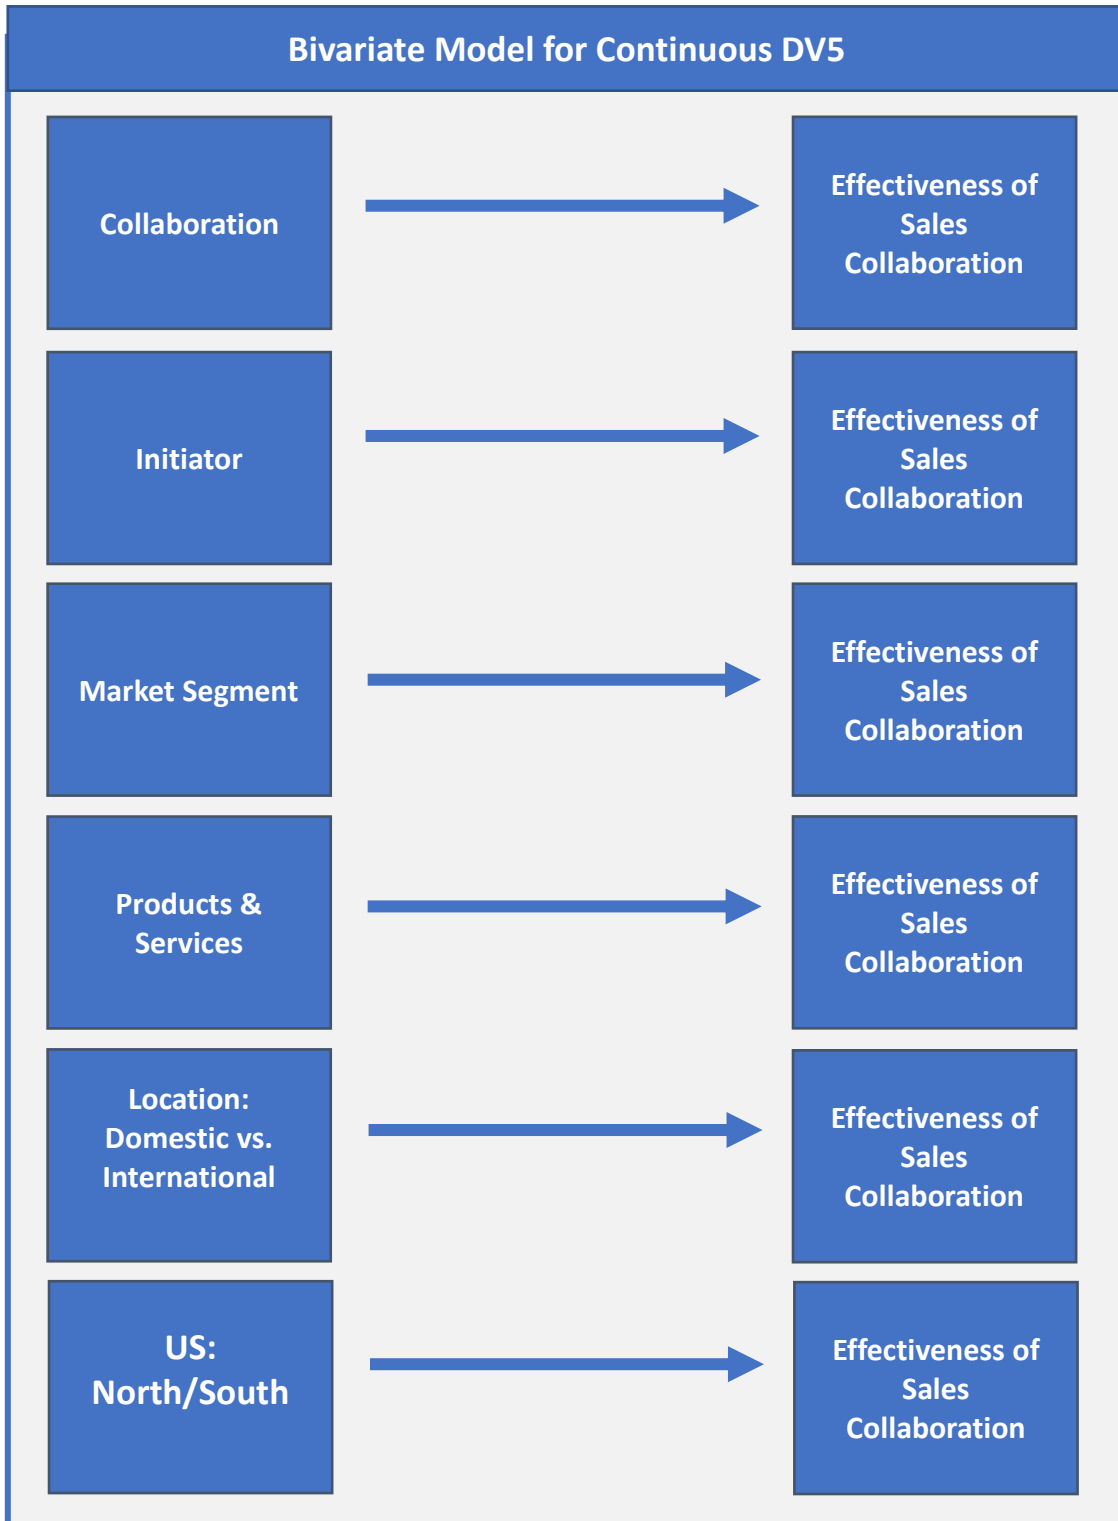 Bivariate Model for Continuous DV5
Collaboration
Effectiveness of
Sales
Collaboration
Initiator
Effectiveness of
Sales
Collaboration
Market Segment
Effectiveness of
Sales
Collaboration
Products &
Services
Effectiveness of
Sales
Collaboration
Location:
Domestic vs.
International
Effectiveness of
Sales
Collaboration
US:
North/South
Effectiveness of
Sales
Collaboration